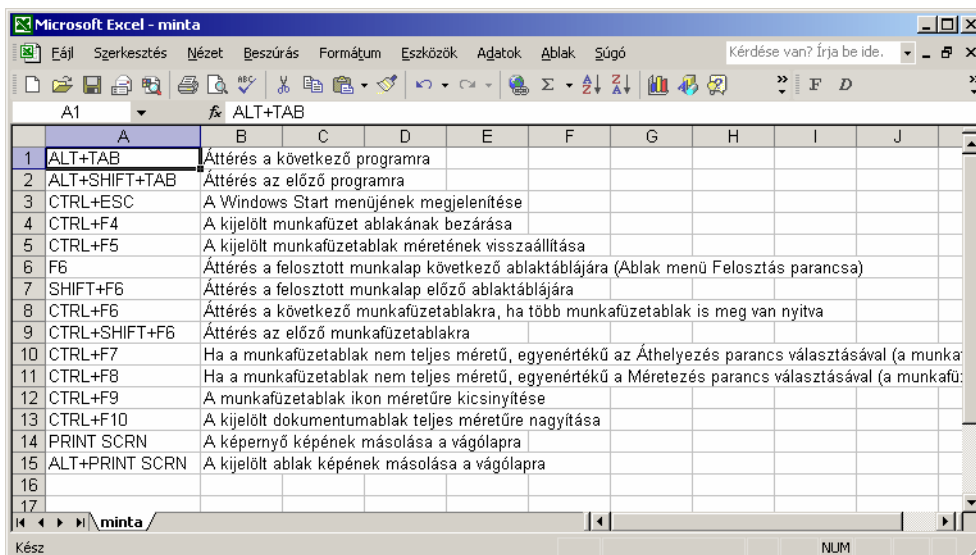 Microsoft Excel - minta
Fájl Szerkesztés Nézet Beszúrás Formátum Eszközök Adatok Ablak Súgó Kérdése van? Írja be ide.
F D
A1 fx ALT+TAB
A B C D E F G H I J
1 ALT+TAB Áttérés a következő programra
2 ALT+SHIFT+TAB Áttérés az előző programra
3 CTRL+ESC A Windows Start menüjének megjelenítése
4 CTRL+F4 A kijelölt munkafüzet ablakának bezárása
5 CTRL+F5 A kijelölt munkafüzetablak méretének visszaállítása
6 F6 Áttérés a felosztott munkalap következő ablaktáblájára (Ablak menü Felosztás parancsa)
7 SHIFT+F6 Áttérés a felosztott munkalap előző ablaktáblájára
8 CTRL+F6 Áttérés a következő munkafüzetablakra, ha több munkafüzetablak is meg van nyitva
9 CTRL+SHIFT+F6 Áttérés az előző munkafüzetablakra
10 CTRL+F7 Ha a munkafüzetablak nem teljes méretű, egyenértékű az Áthelyezés parancs választásával (a
11 CTRL+F8 Ha a munkafüzetablak nem teljes méretű, egyenértékű a Méretezés parancs választásával (a
12 CTRL+F9 A munkafüzetablak ikon méretűre kicsinyítése
13 CTRL+F10 A kijelölt dokumentumablak teljes méretűre nagyítása
14 PRINT SCRN A képernyő képének másolása a vágólapra
15 ALT+PRINT SCRN A kijelölt ablak képének másolása a vágólapra
16
17
minta
Kész NUM